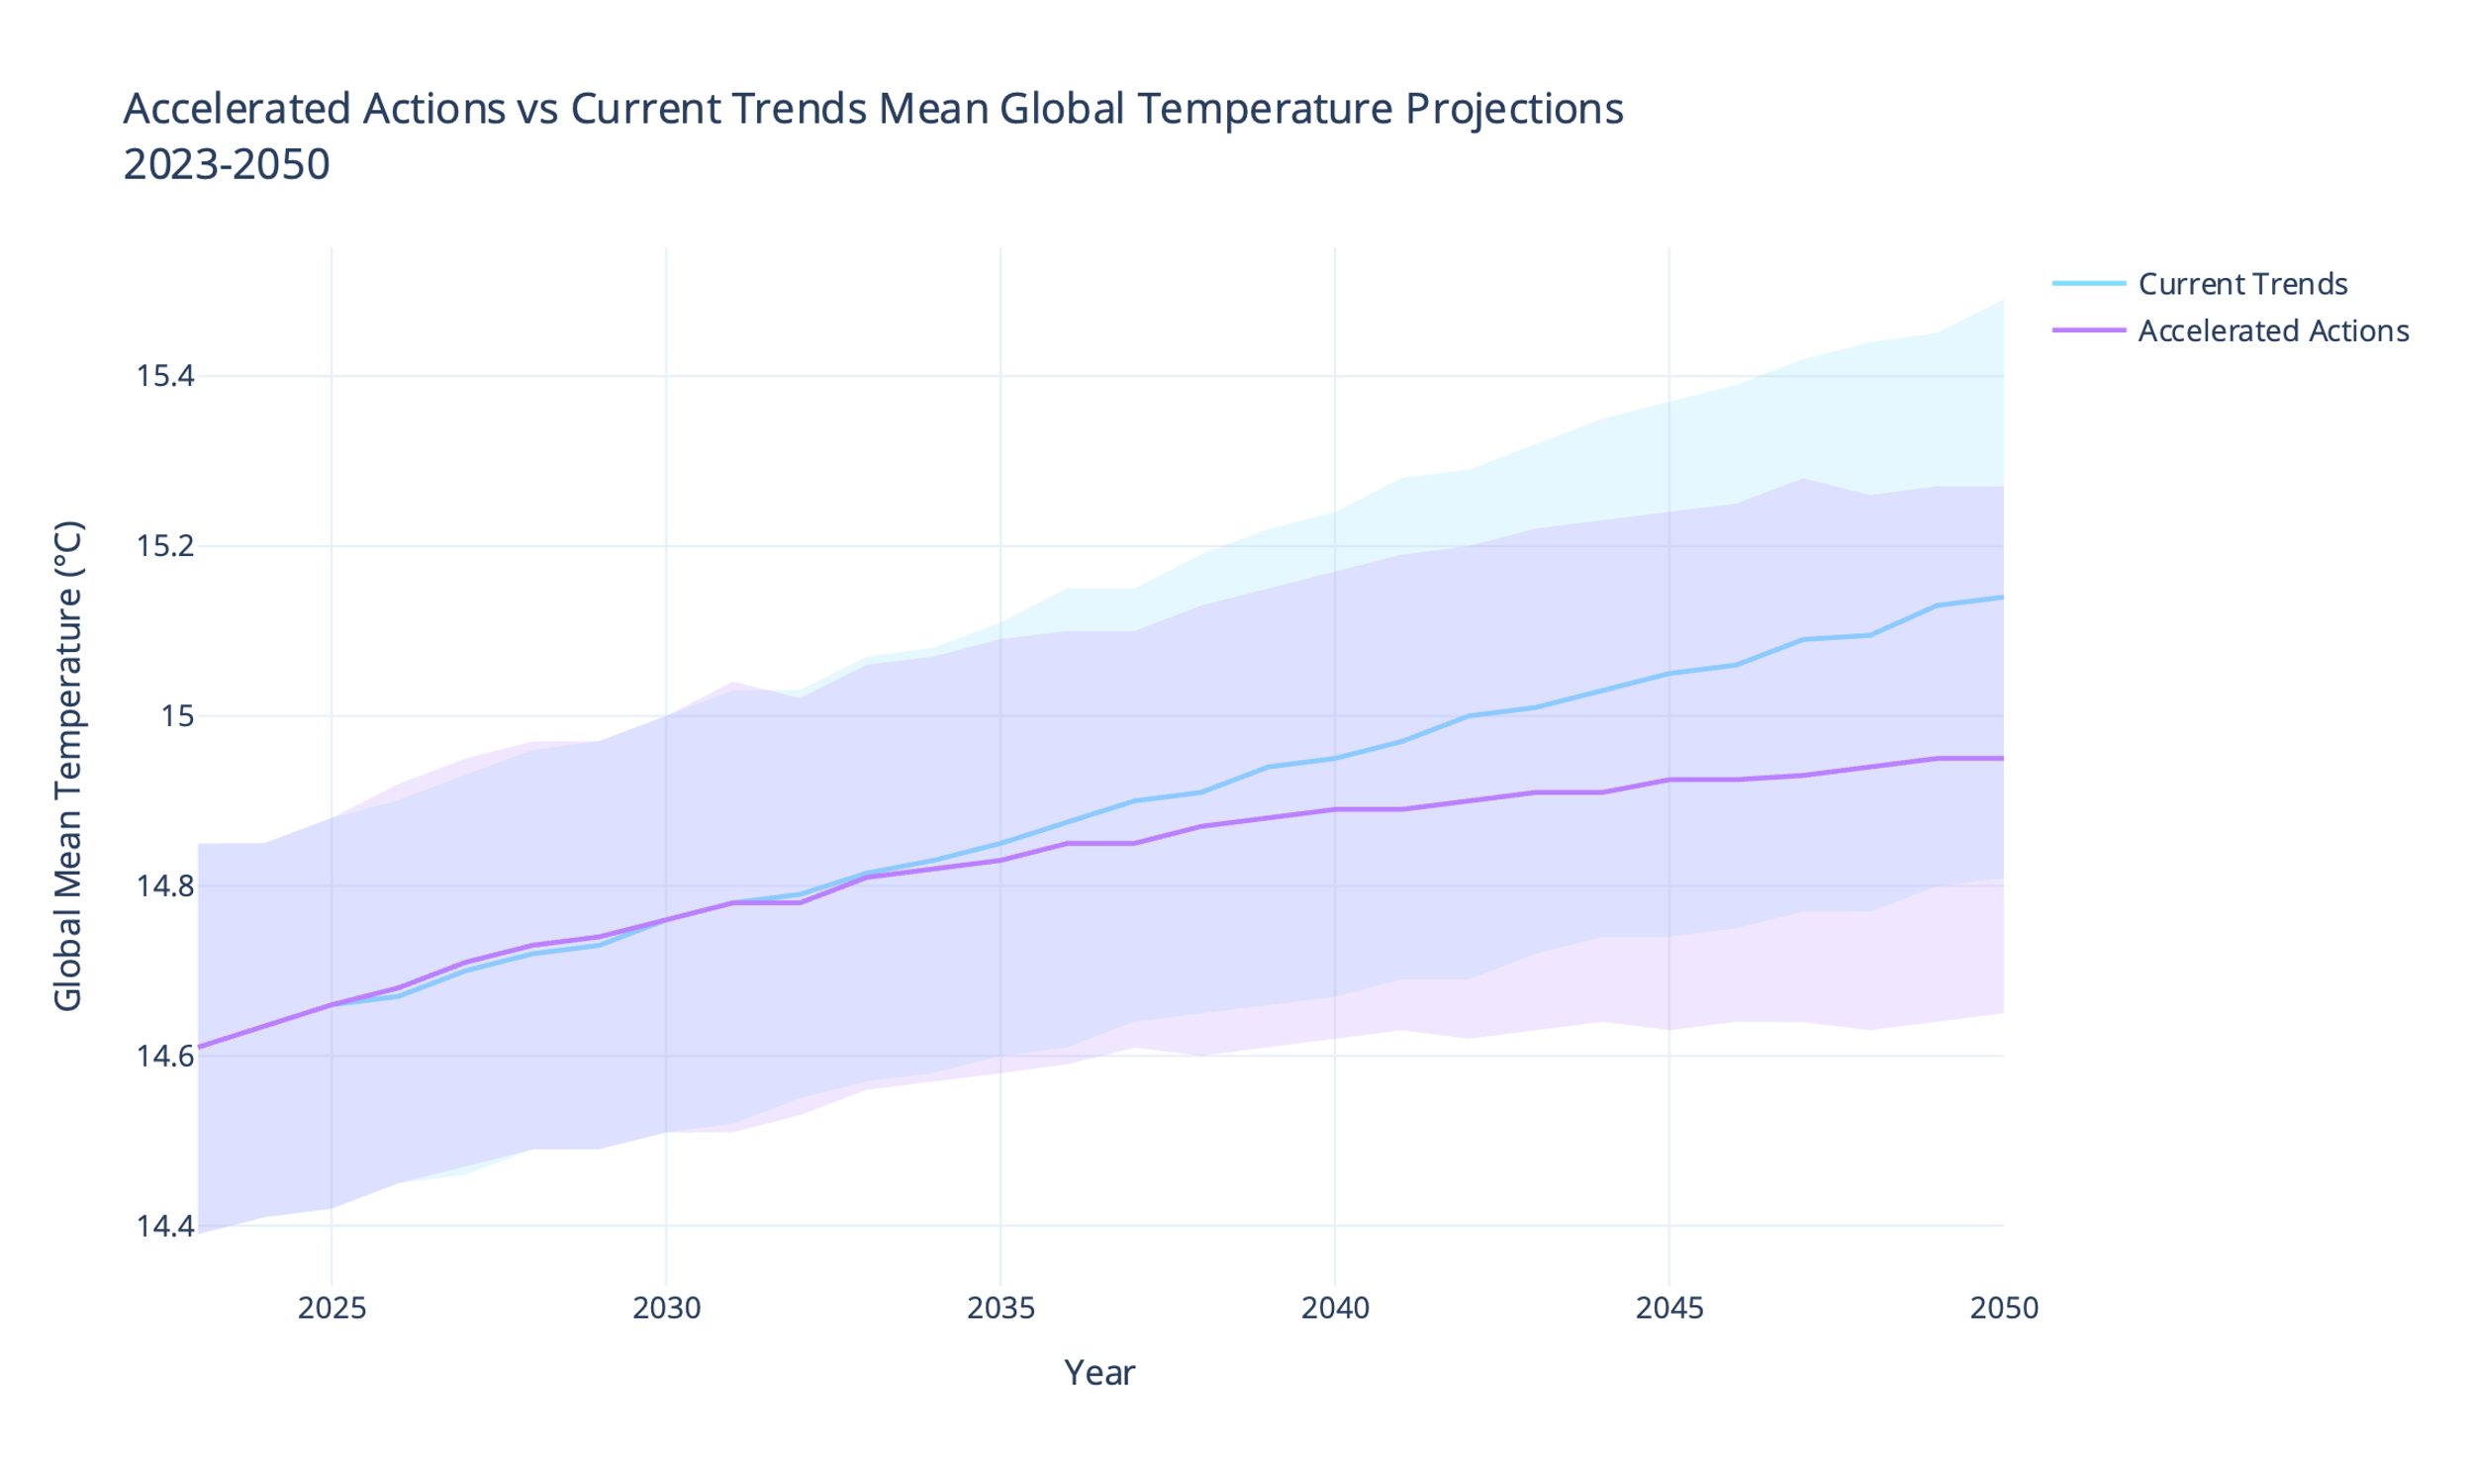 Accelerated Actions vs Current Trends Mean Global Temperature Projections
2023-2050
Current Trends
Accelerated Actions
Global Mean Temperature (°C)
15.4
15.2
15
14.8
14.6
14.4
2025 2030 2035 2040 2045 2050
Year